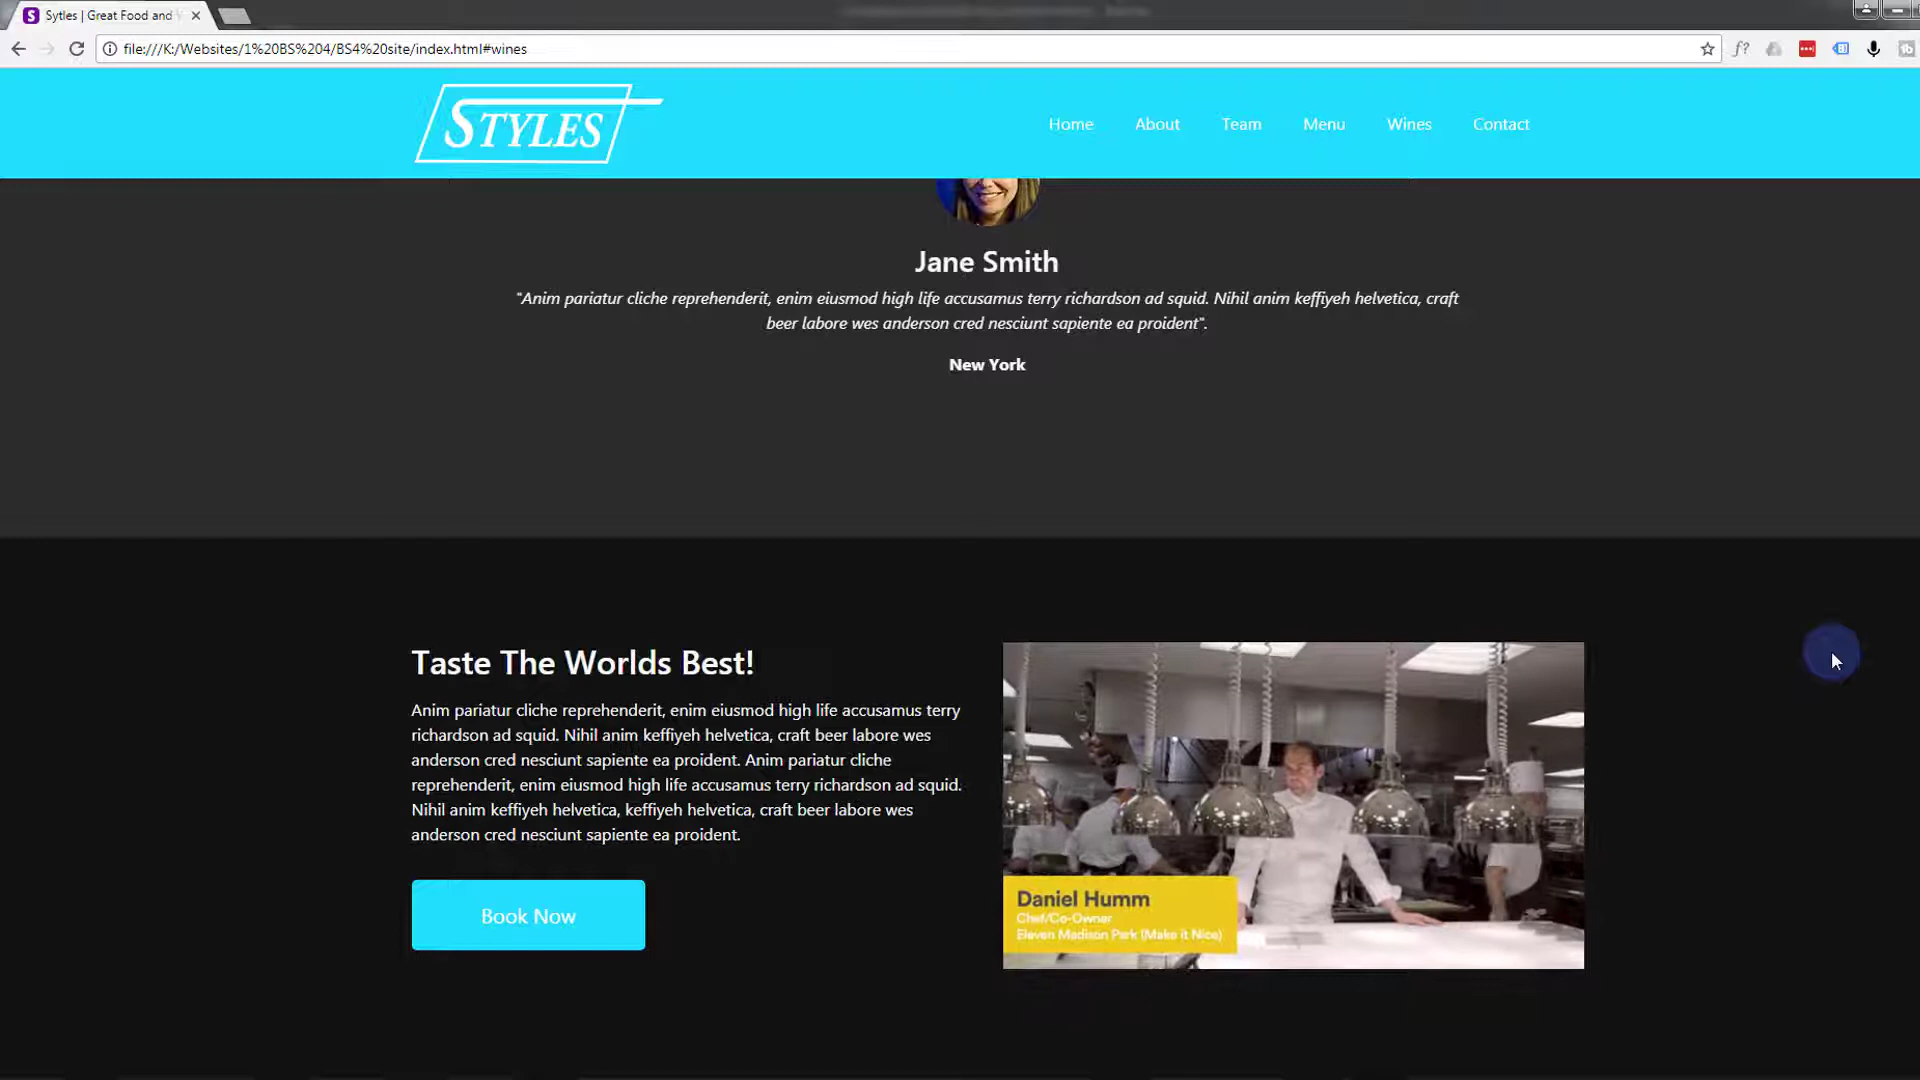 Sytles | Great Food and
file:///K:/Websites/1%20BS%204/BS4%20site/index.html#wines
STYLES
Home About Team Menu Wines Contact
Jane Smith
"Anim pariatur cliche reprehenderit, enim eiusmod high life accusamus terry richardson ad squid. Nihil anim keffiyeh helvetica, craft
beer labore wes anderson cred nesciunt sapiente ea proident".
New York
Taste The Worlds Best!
Anim pariatur cliche reprehenderit, enim eiusmod high life accusamus terry
richardson ad squid. Nihil anim keffiyeh helvetica, craft beer labore wes
anderson cred nesciunt sapiente ea proident. Anim pariatur cliche
reprehenderit, enim eiusmod high life accusamus terry richardson ad squid.
Nihil anim keffiyeh helvetica, keffiyeh helvetica, craft beer labore wes
anderson cred nesciunt sapiente ea proident.
Book Now
Daniel Humm
Chef/Co-Owner
Eleven Madison Park (Make it Nice)